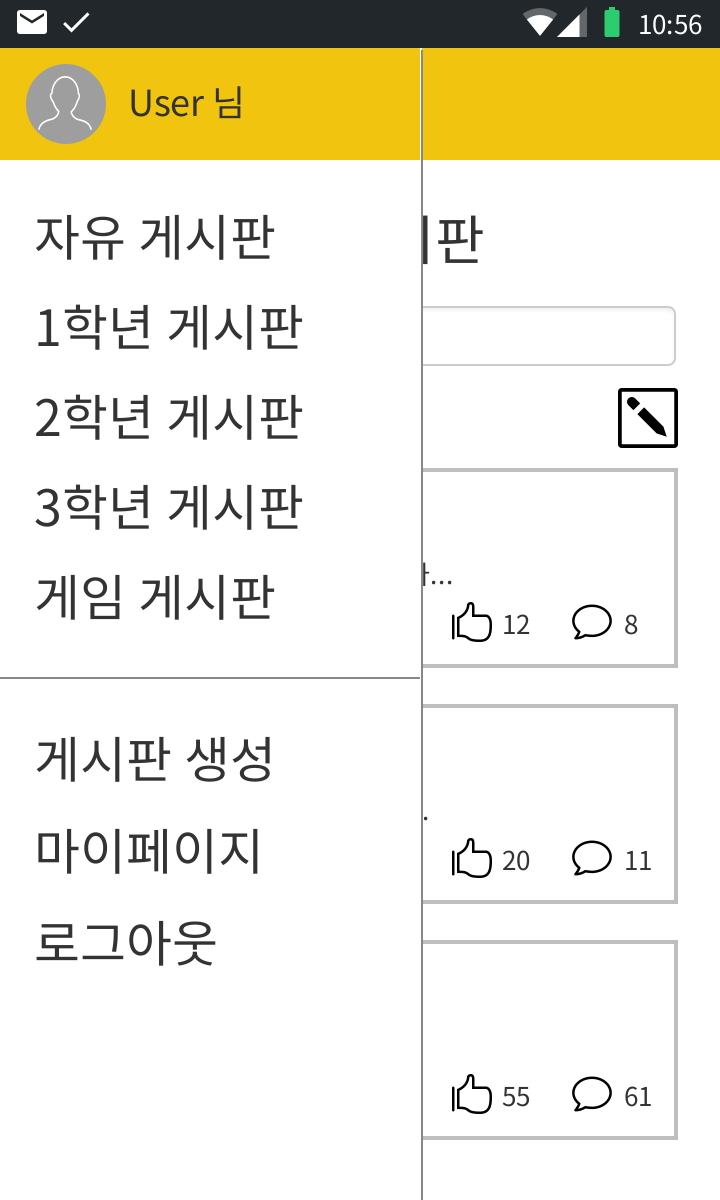 10:56
User 님
자유 게시판
1학년 게시판
2학년 게시판
3학년 게시판
게임 게시판
게시판 생성
마이페이지
로그아웃
판
...
12 8
.
20 11
55 61